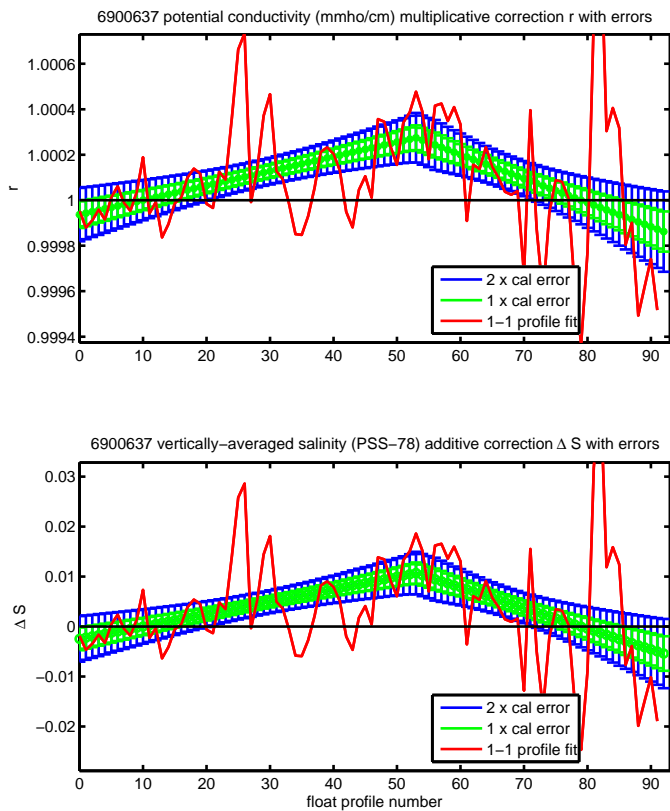 6900637 potential conductivity (mmho/cm) multiplicative correction r with errors
1.0006
1.0004
1.0002
1
0.9998
0.9996
0.9994
r
2 x cal error
1 x cal error
1−1 profile fit
0 10 20 30 40 50 60 70 80 90
6900637 vertically−averaged salinity (PSS−78) additive correction Δ S with errors
0.03
0.02
0.01
0
−0.01
−0.02
Δ S
2 x cal error
1 x cal error
1−1 profile fit
0 10 20 30 40 50 60 70 80 90
float profile number